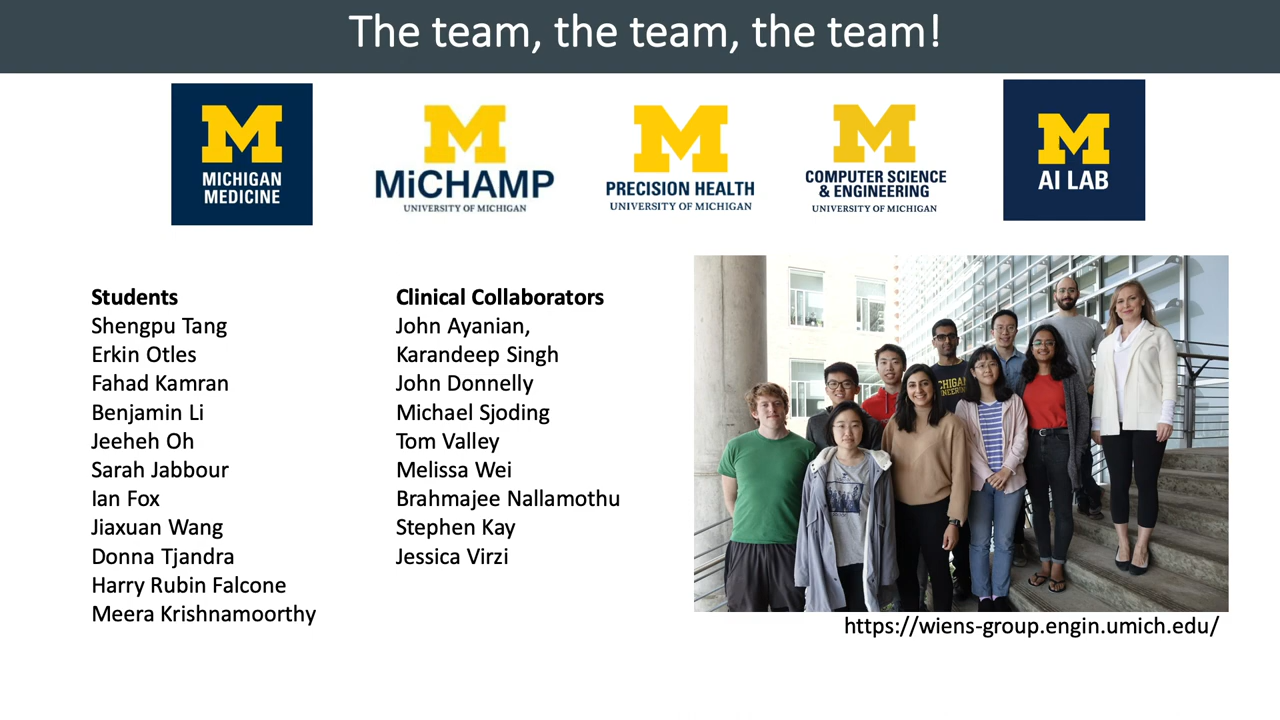 The team, the team, the team!
M
MICHIGAN
MEDICINE
M
MiCHAMP
UNIVERSITY OF MICHIGAN
M
PRECISION HEALTH
UNIVERSITY OF MICHIGAN
M
COMPUTER SCIENCE
& ENGINEERING
UNIVERSITY OF MICHIGAN
M
AI LAB
Students
Shengpu Tang
Erkin Otles
Fahad Kamran
Benjamin Li
Jeeheh Oh
Sarah Jabbour
Ian Fox
Jiaxuan Wang
Donna Tjandra
Harry Rubin Falcone
Meera Krishnamoorthy
Clinical Collaborators
John Ayanian,
Karandeep Singh
John Donnelly
Michael Sjoding
Tom Valley
Melissa Wei
Brahmajee Nallamothu
Stephen Kay
Jessica Virzi
https://wiens-group.engin.umich.edu/